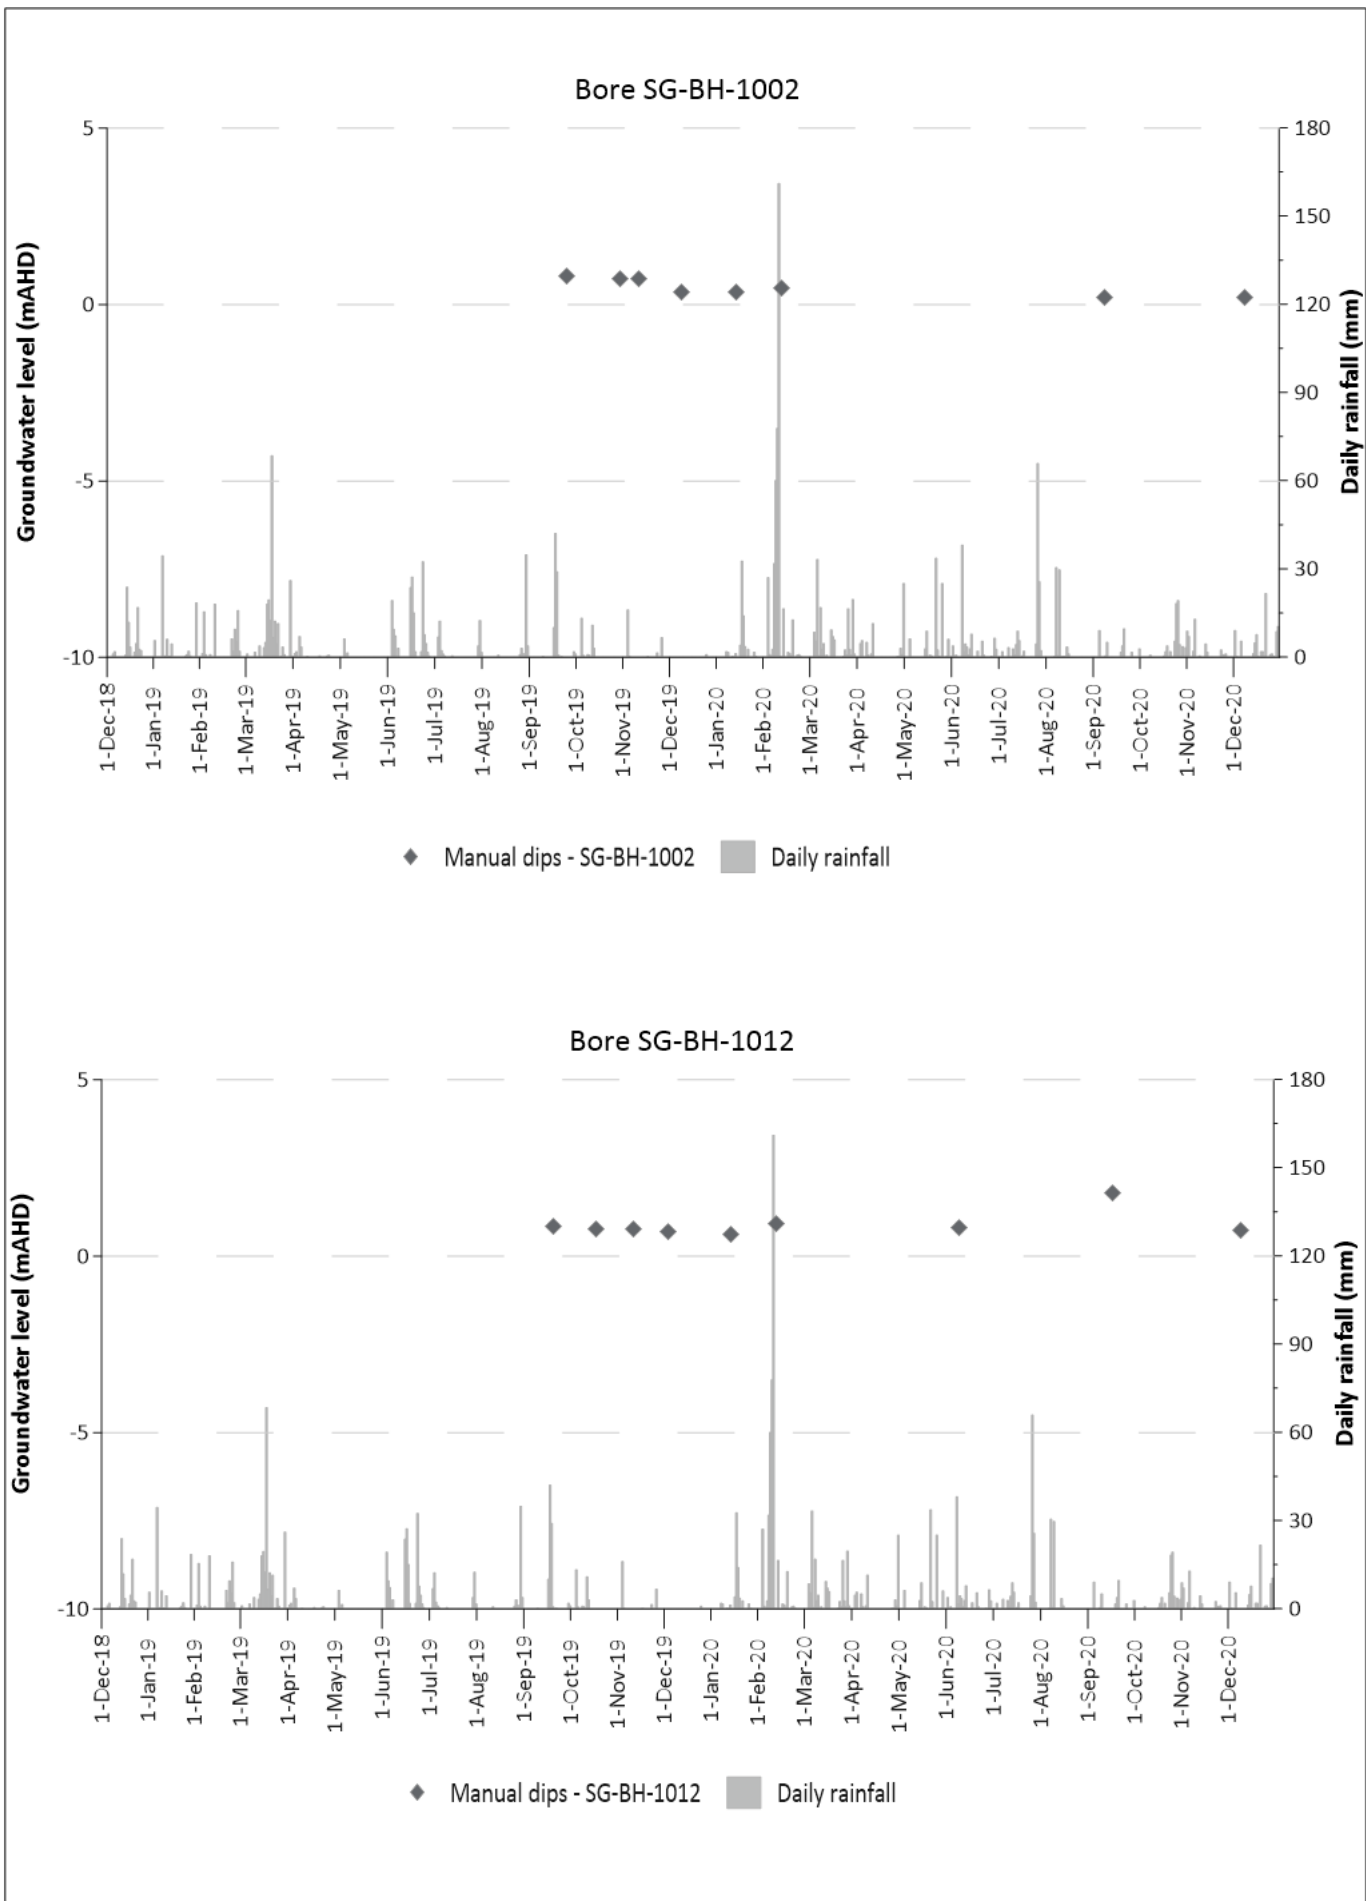 Bore SG-BH-1002
Groundwater level (mAHD)
5
0
-5
-10
180
150
120
90
60
30
0
Daily rainfall (mm)
1-Dec-18
1-Jan-19
1-Feb-19
1-Mar-19
1-Apr-19
1-May-19
1-Jun-19
1-Jul-19
1-Aug-19
1-Sep-19
1-Oct-19
1-Nov-19
1-Dec-19
1-Jan-20
1-Feb-20
1-Mar-20
1-Apr-20
1-May-20
1-Jun-20
1-Jul-20
1-Aug-20
1-Sep-20
1-Oct-20
1-Nov-20
1-Dec-20
Manual dips - SG-BH-1002 Daily rainfall
Bore SG-BH-1012
Groundwater level (mAHD)
5
0
-5
-10
180
150
120
90
60
30
0
Daily rainfall (mm)
1-Dec-18
1-Jan-19
1-Feb-19
1-Mar-19
1-Apr-19
1-May-19
1-Jun-19
1-Jul-19
1-Aug-19
1-Sep-19
1-Oct-19
1-Nov-19
1-Dec-19
1-Jan-20
1-Feb-20
1-Mar-20
1-Apr-20
1-May-20
1-Jun-20
1-Jul-20
1-Aug-20
1-Sep-20
1-Oct-20
1-Nov-20
1-Dec-20
Manual dips - SG-BH-1012 Daily rainfall